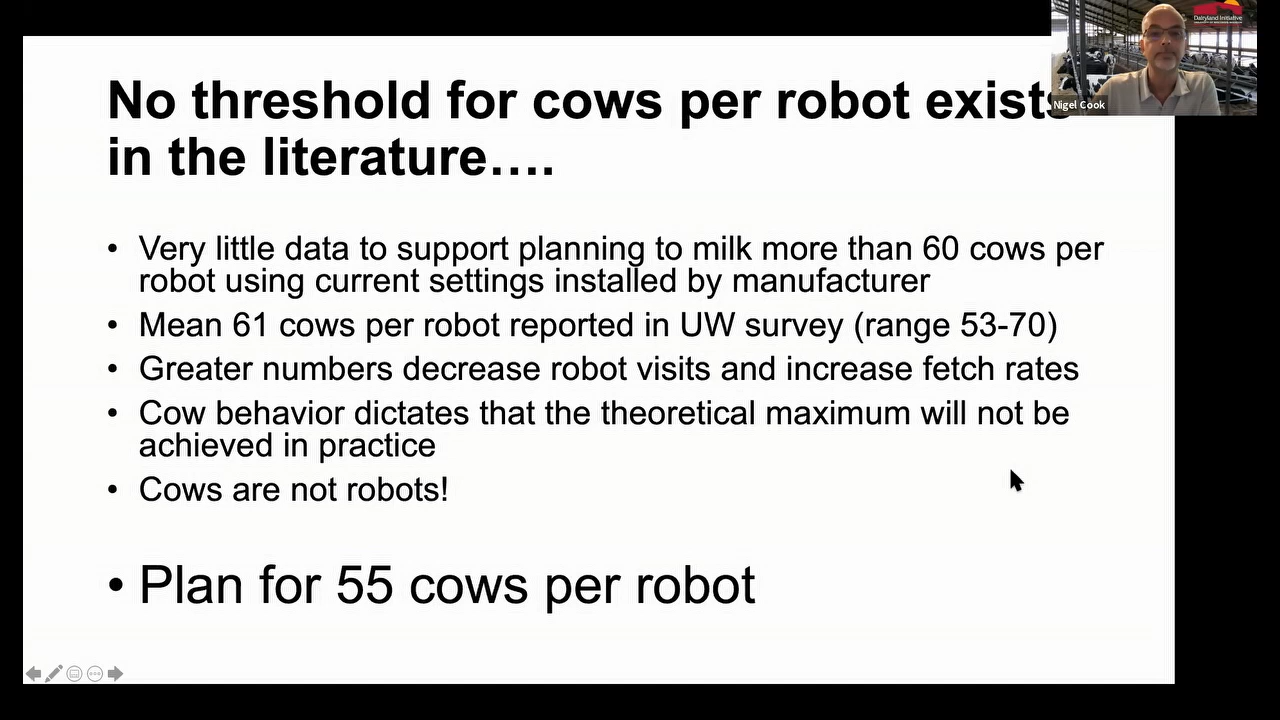 Dairyland Initiative
Nigel Cook
No threshold for cows per robot exists
in the literature….
• Very little data to support planning to milk more than 60 cows per
robot using current settings installed by manufacturer
• Mean 61 cows per robot reported in UW survey (range 53-70)
• Greater numbers decrease robot visits and increase fetch rates
• Cow behavior dictates that the theoretical maximum will not be
achieved in practice
• Cows are not robots!
• Plan for 55 cows per robot